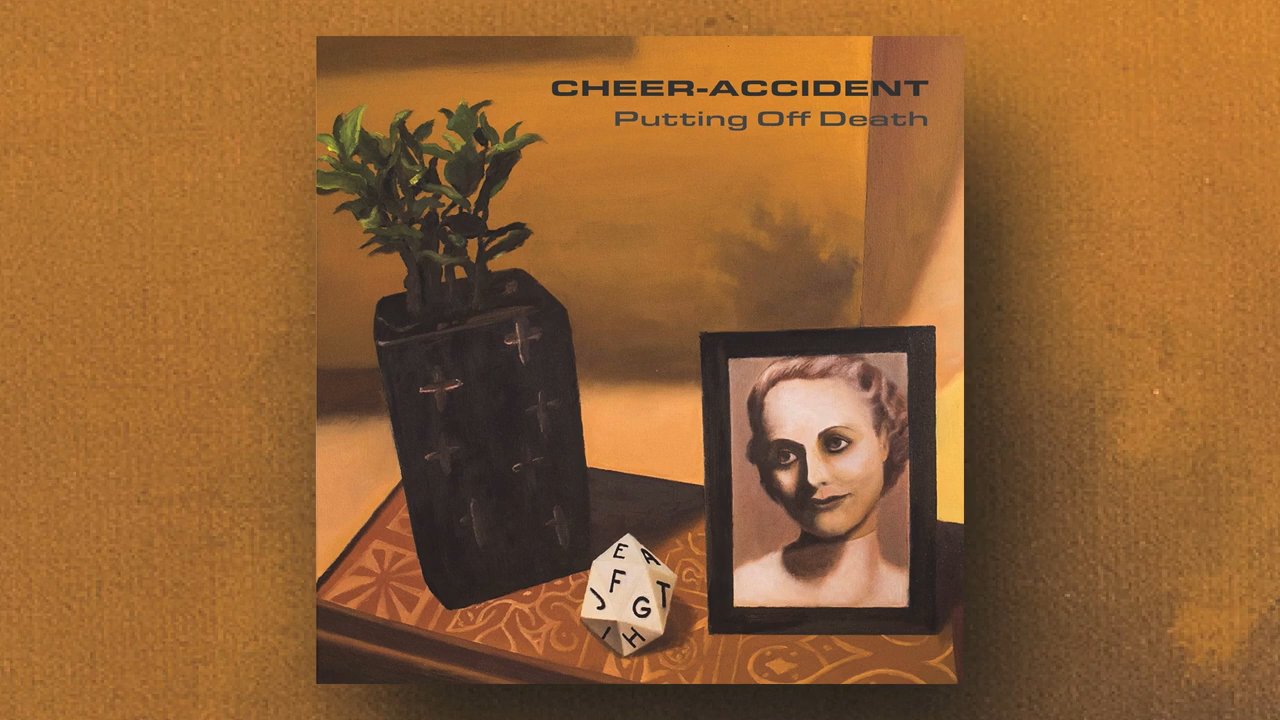 CHEER-ACCIDENT
Putting Off Death
E A
F
J G T
I H